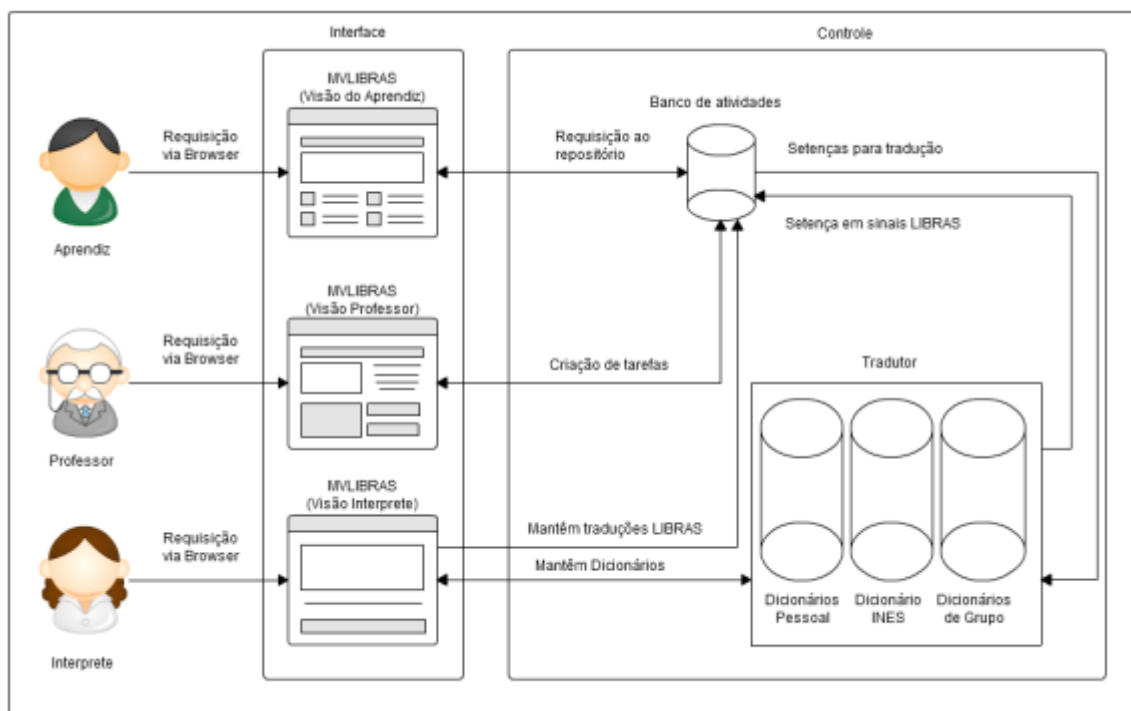 Interface
Controle
MVLIBRAS
(Visão do Aprendiz)
Banco de atividades
Requisição
via Browser
Requisição ao
repositório
Setenças para tradução
Setença em sinais LIBRAS
Aprendiz
MVLIBRAS
(Visão Professor)
Requisição
via Browser
Criação de tarefas
Tradutor
Professor
MVLIBRAS
(Visão Interprete)
Requisição
via Browser
Mantêm traduções LIBRAS
Mantêm Dicionários
Dicionários
Pessoal
Dicionário
INES
Dicionários
de Grupo
Interprete